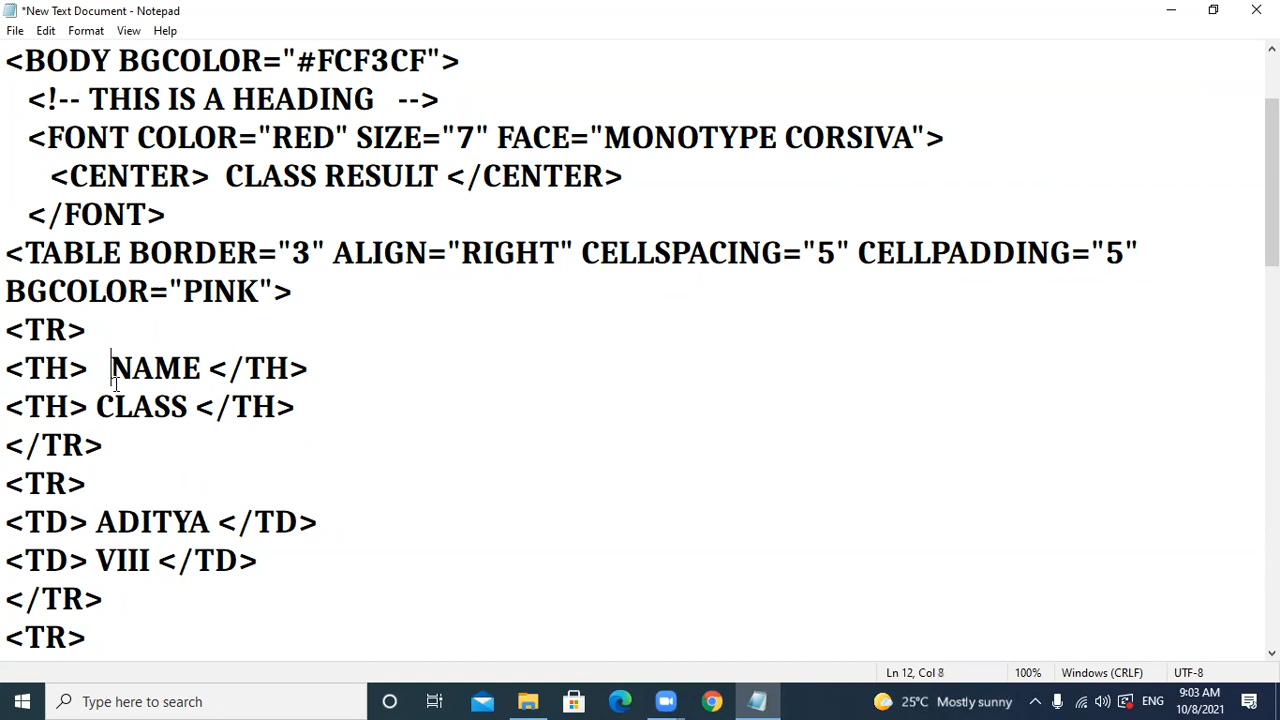 *New Text Document - Notepad
File Edit Format View Help
<BODY BGCOLOR="#FCF3CF">
<!-- THIS IS A HEADING -->
<FONT COLOR="RED" SIZE="7" FACE="MONOTYPE CORSIVA">
<CENTER> CLASS RESULT </CENTER>
</FONT>
<TABLE BORDER="3" ALIGN="RIGHT" CELLSPACING="5" CELLPADDING="5"
BGCOLOR="PINK">
<TR>
<TH> NAME </TH>
<TH> CLASS </TH>
</TR>
<TR>
<TD> ADITYA </TD>
<TD> VIII </TD>
</TR>
<TR>
Ln 12, Col 8 100% Windows (CRLF) UTF-8
Type here to search 25°C Mostly sunny ENG 9:03 AM
10/8/2021